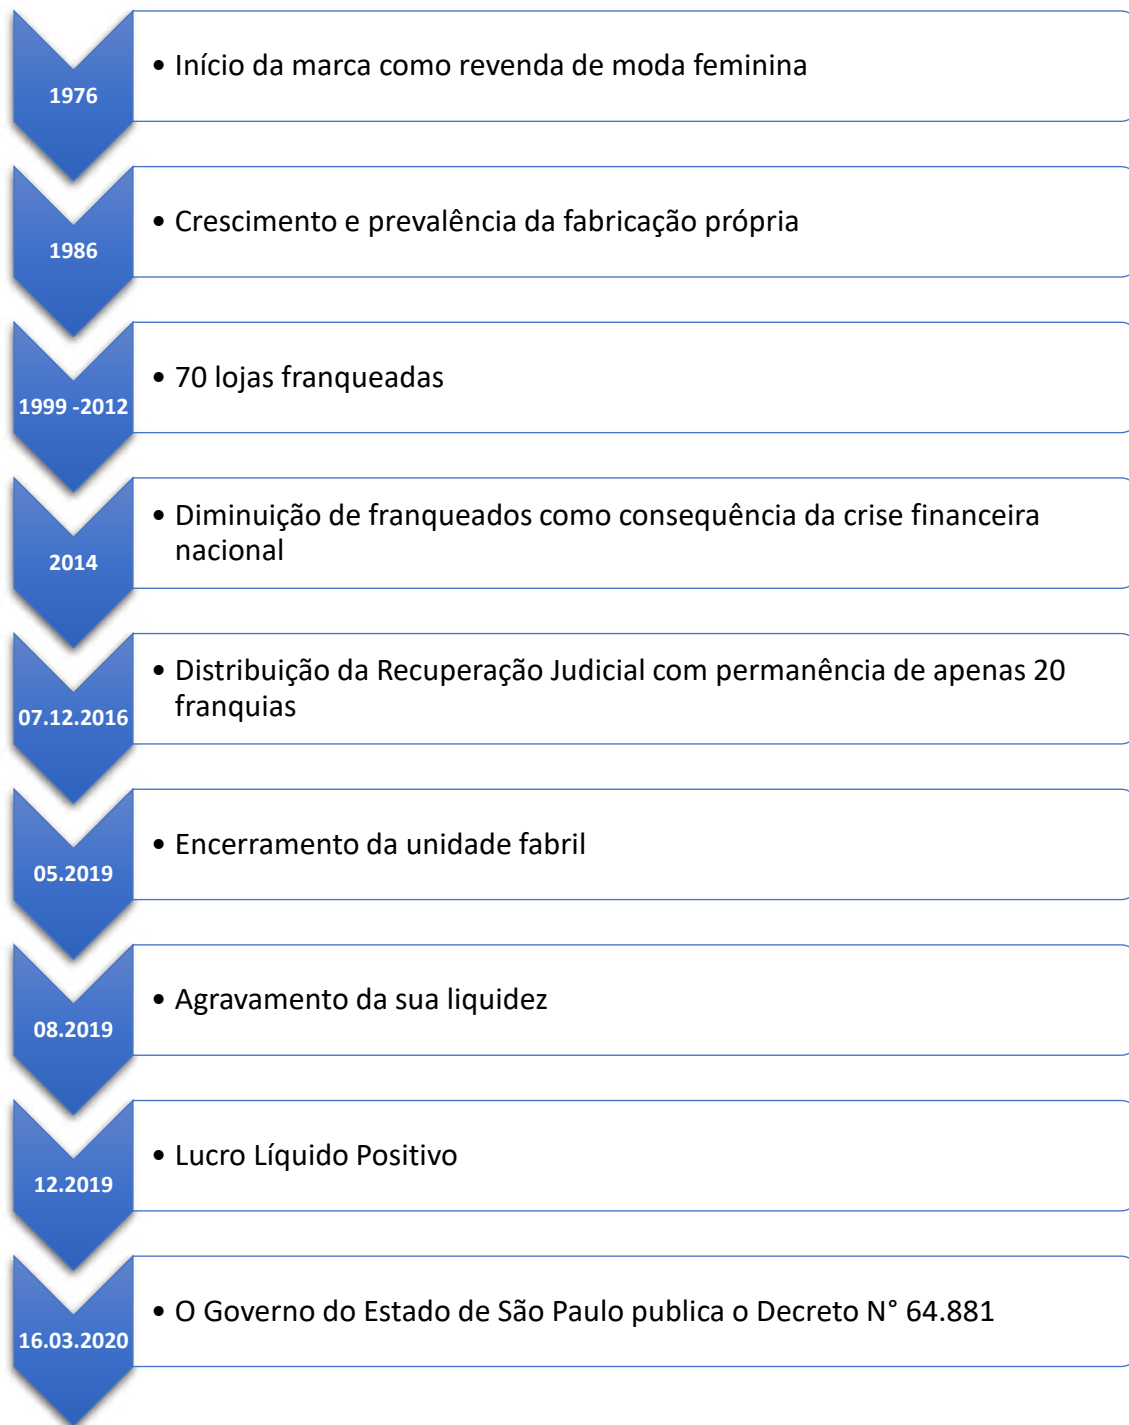 1976
• Início da marca como revenda de moda feminina
1986
• Crescimento e prevalência da fabricação própria
1999 -2012
• 70 lojas franqueadas
2014
• Diminuição de franqueados como consequência da crise financeira
nacional
07.12.2016
• Distribuição da Recuperação Judicial com permanência de apenas 20
franquias
05.2019
• Encerramento da unidade fabril
08.2019
• Agravamento da sua liquidez
12.2019
• Lucro Líquido Positivo
16.03.2020
• O Governo do Estado de São Paulo publica o Decreto N° 64.881